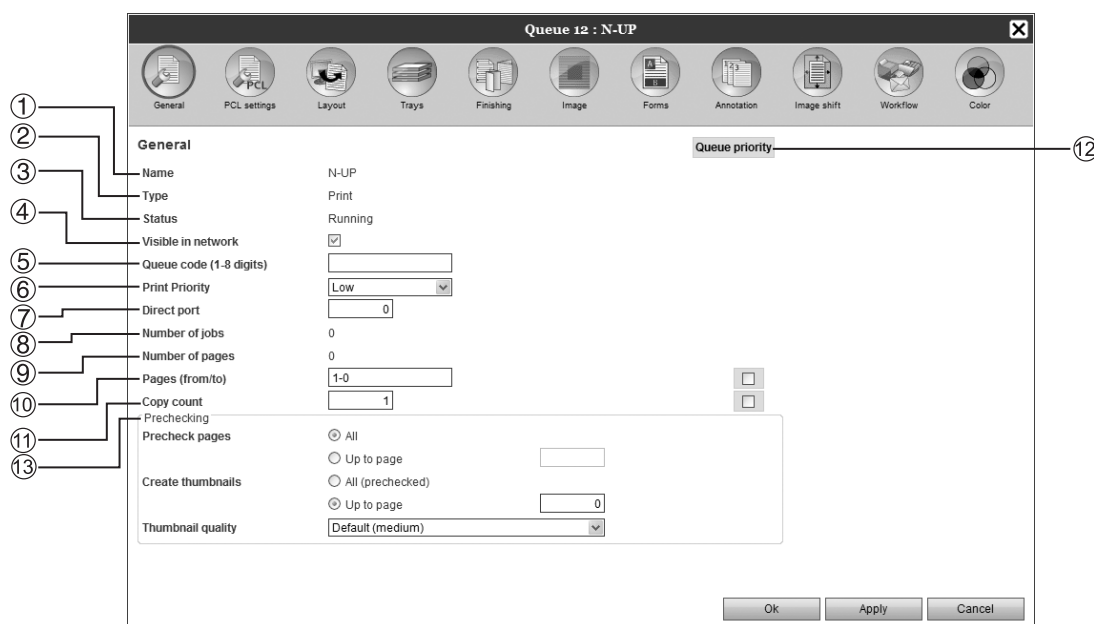 Queue 12 : N-UP
PCL
A
B
1 2 3
General PCL settings Layout Trays Finishing Image Forms Annotation Image shift Workflow Color
General Queue priority ⑫
① Name N-UP
② Type Print
③ Status Running
④ Visible in network
⑤ Queue code (1-8 digits)
⑥ Print Priority Low
⑦ Direct port 0
⑧ Number of jobs 0
⑨ Number of pages 0
⑩ Pages (from/to) 1-0
⑪ Copy count 1
⑬ Prechecking
Precheck pages All
Up to page
Create thumbnails All (prechecked)
Up to page 0
Thumbnail quality Default (medium)
Ok Apply Cancel